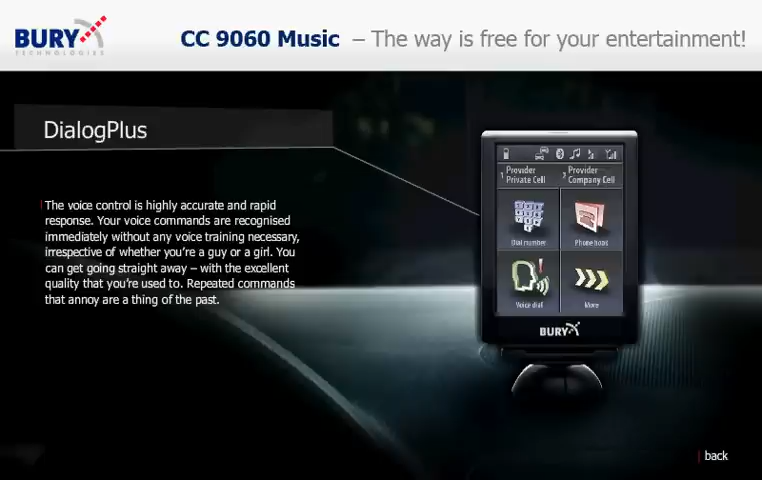 BURY
TECHNOLOGIES
CC 9060 Music – The way is free for your entertainment!
DialogPlus
The voice control is highly accurate and rapid
response. Your voice commands are recognised
immediately without any voice training necessary,
irrespective of whether you're a guy or a girl. You
can get going straight away – with the excellent
quality that you're used to. Repeated commands
that annoy are a thing of the past.
1 Provider Private Cell
2 Provider Company Cell
Dial number
Phone book
Voice dial
More
BURY
back